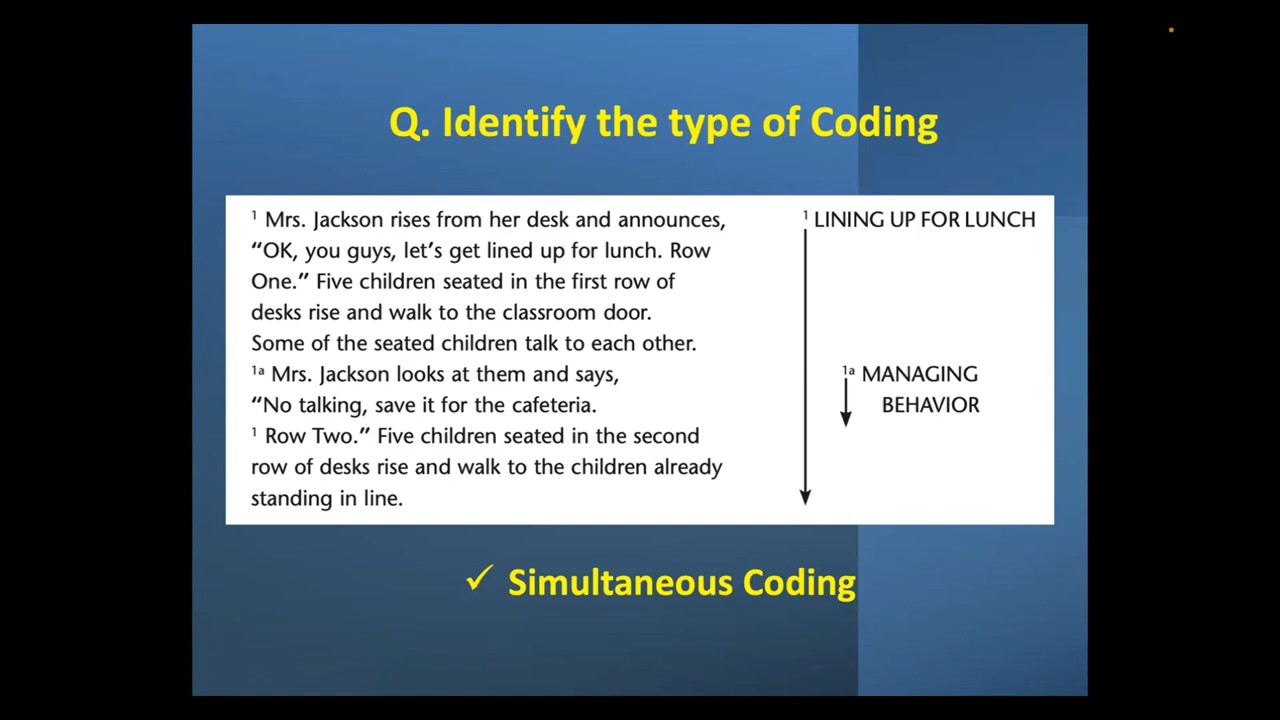 Q. Identify the type of Coding
¹ Mrs. Jackson rises from her desk and announces,
“OK, you guys, let’s get lined up for lunch. Row
One.” Five children seated in the first row of
desks rise and walk to the classroom door.
Some of the seated children talk to each other.
¹ᵃ Mrs. Jackson looks at them and says,
“No talking, save it for the cafeteria.
¹ Row Two.” Five children seated in the second
row of desks rise and walk to the children already
standing in line.
¹ LINING UP FOR LUNCH
¹ᵃ MANAGING
BEHAVIOR
✓ Simultaneous Coding